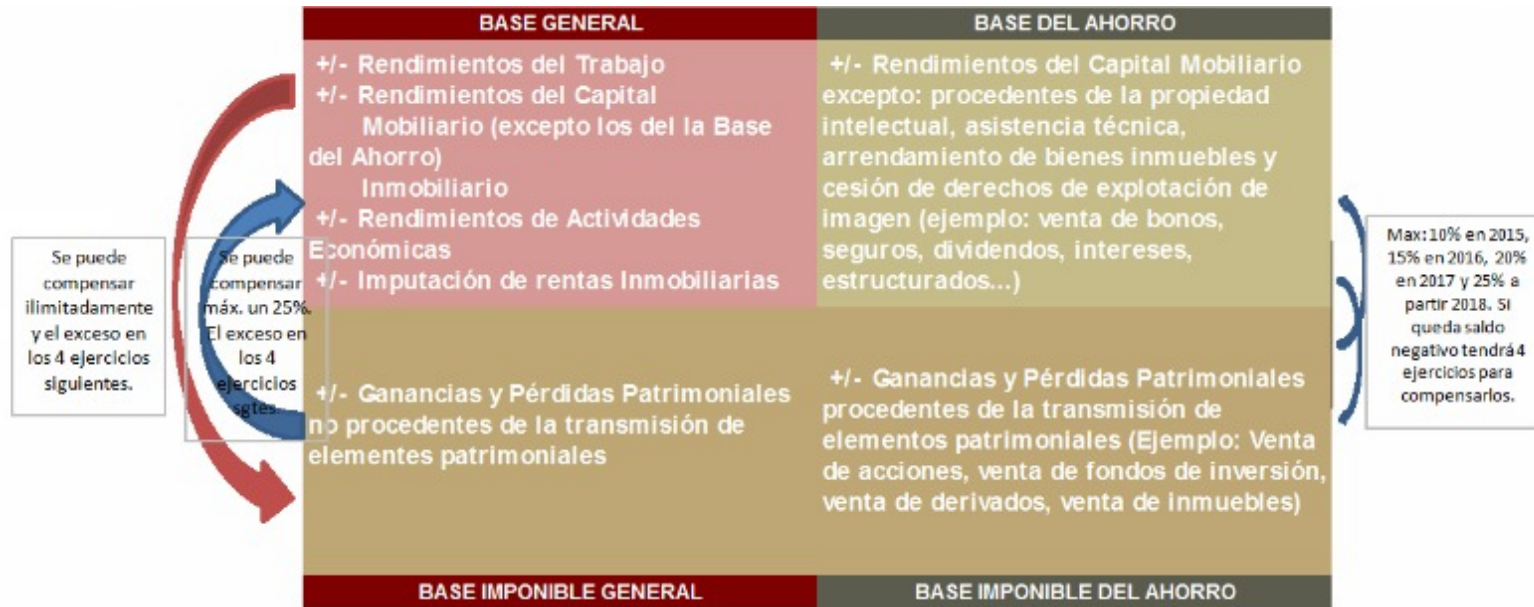 BASE GENERAL
+/- Rendimientos del Trabajo
+/- Rendimientos del Capital
Mobiliario (excepto los del la Base
del Ahorro)
Inmobiliario
+/- Rendimientos de Actividades
Económicas
+/- Imputación de rentas Inmobiliarias
+/- Ganancias y Pérdidas Patrimoniales
no procedentes de la transmisión de
elementes patrimoniales
BASE IMPONIBLE GENERAL
BASE DEL AHORRO
+/- Rendimientos del Capital Mobiliario
excepto: procedentes de la propiedad
intelectual, asistencia técnica,
arrendamiento de bienes inmuebles y
cesión de derechos de explotación de
imagen (ejemplo: venta de bonos,
seguros, dividendos, intereses,
estructurados...)
+/- Ganancias y Pérdidas Patrimoniales
procedentes de la transmisión de
elementos patrimoniales (Ejemplo: Venta
de acciones, venta de fondos de inversión,
venta de derivados, venta de inmuebles)
BASE IMPONIBLE DEL AHORRO
Se puede
compensar
ilimitadamente
y el exceso en
los 4 ejercicios
siguientes.
Se puede
compensar
máx. un 25%.
El exceso en
los 4
ejercicios
sgtes.
Max: 10% en 2015,
15% en 2016, 20%
en 2017 y 25% a
partir 2018. Si
queda saldo
negativo tendrá 4
ejercicios para
compensarlos.